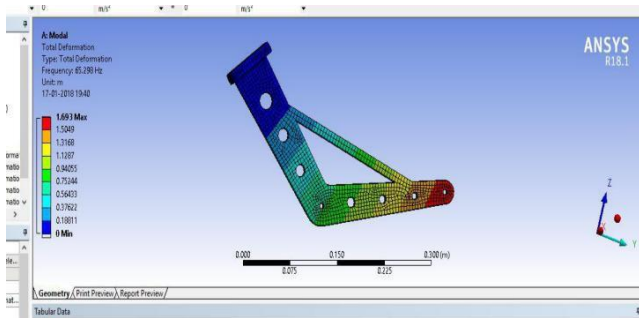 0
m/s²
0
m/s²
A: Modal
Total Deformation
Type: Total Deformation
Frequency: 65.298 Hz
Unit: m
17-01-2018 19:40
1.693 Max
1.5049
1.3168
1.1287
0.94055
0.75244
0.56433
0.37622
0.18811
0 Min
ANSYS
R18.1
0.000
0.150
0.300 (m)
0.075
0.225
Z
X
Y
Geometry
Print Preview
Report Preview
Tabular Data